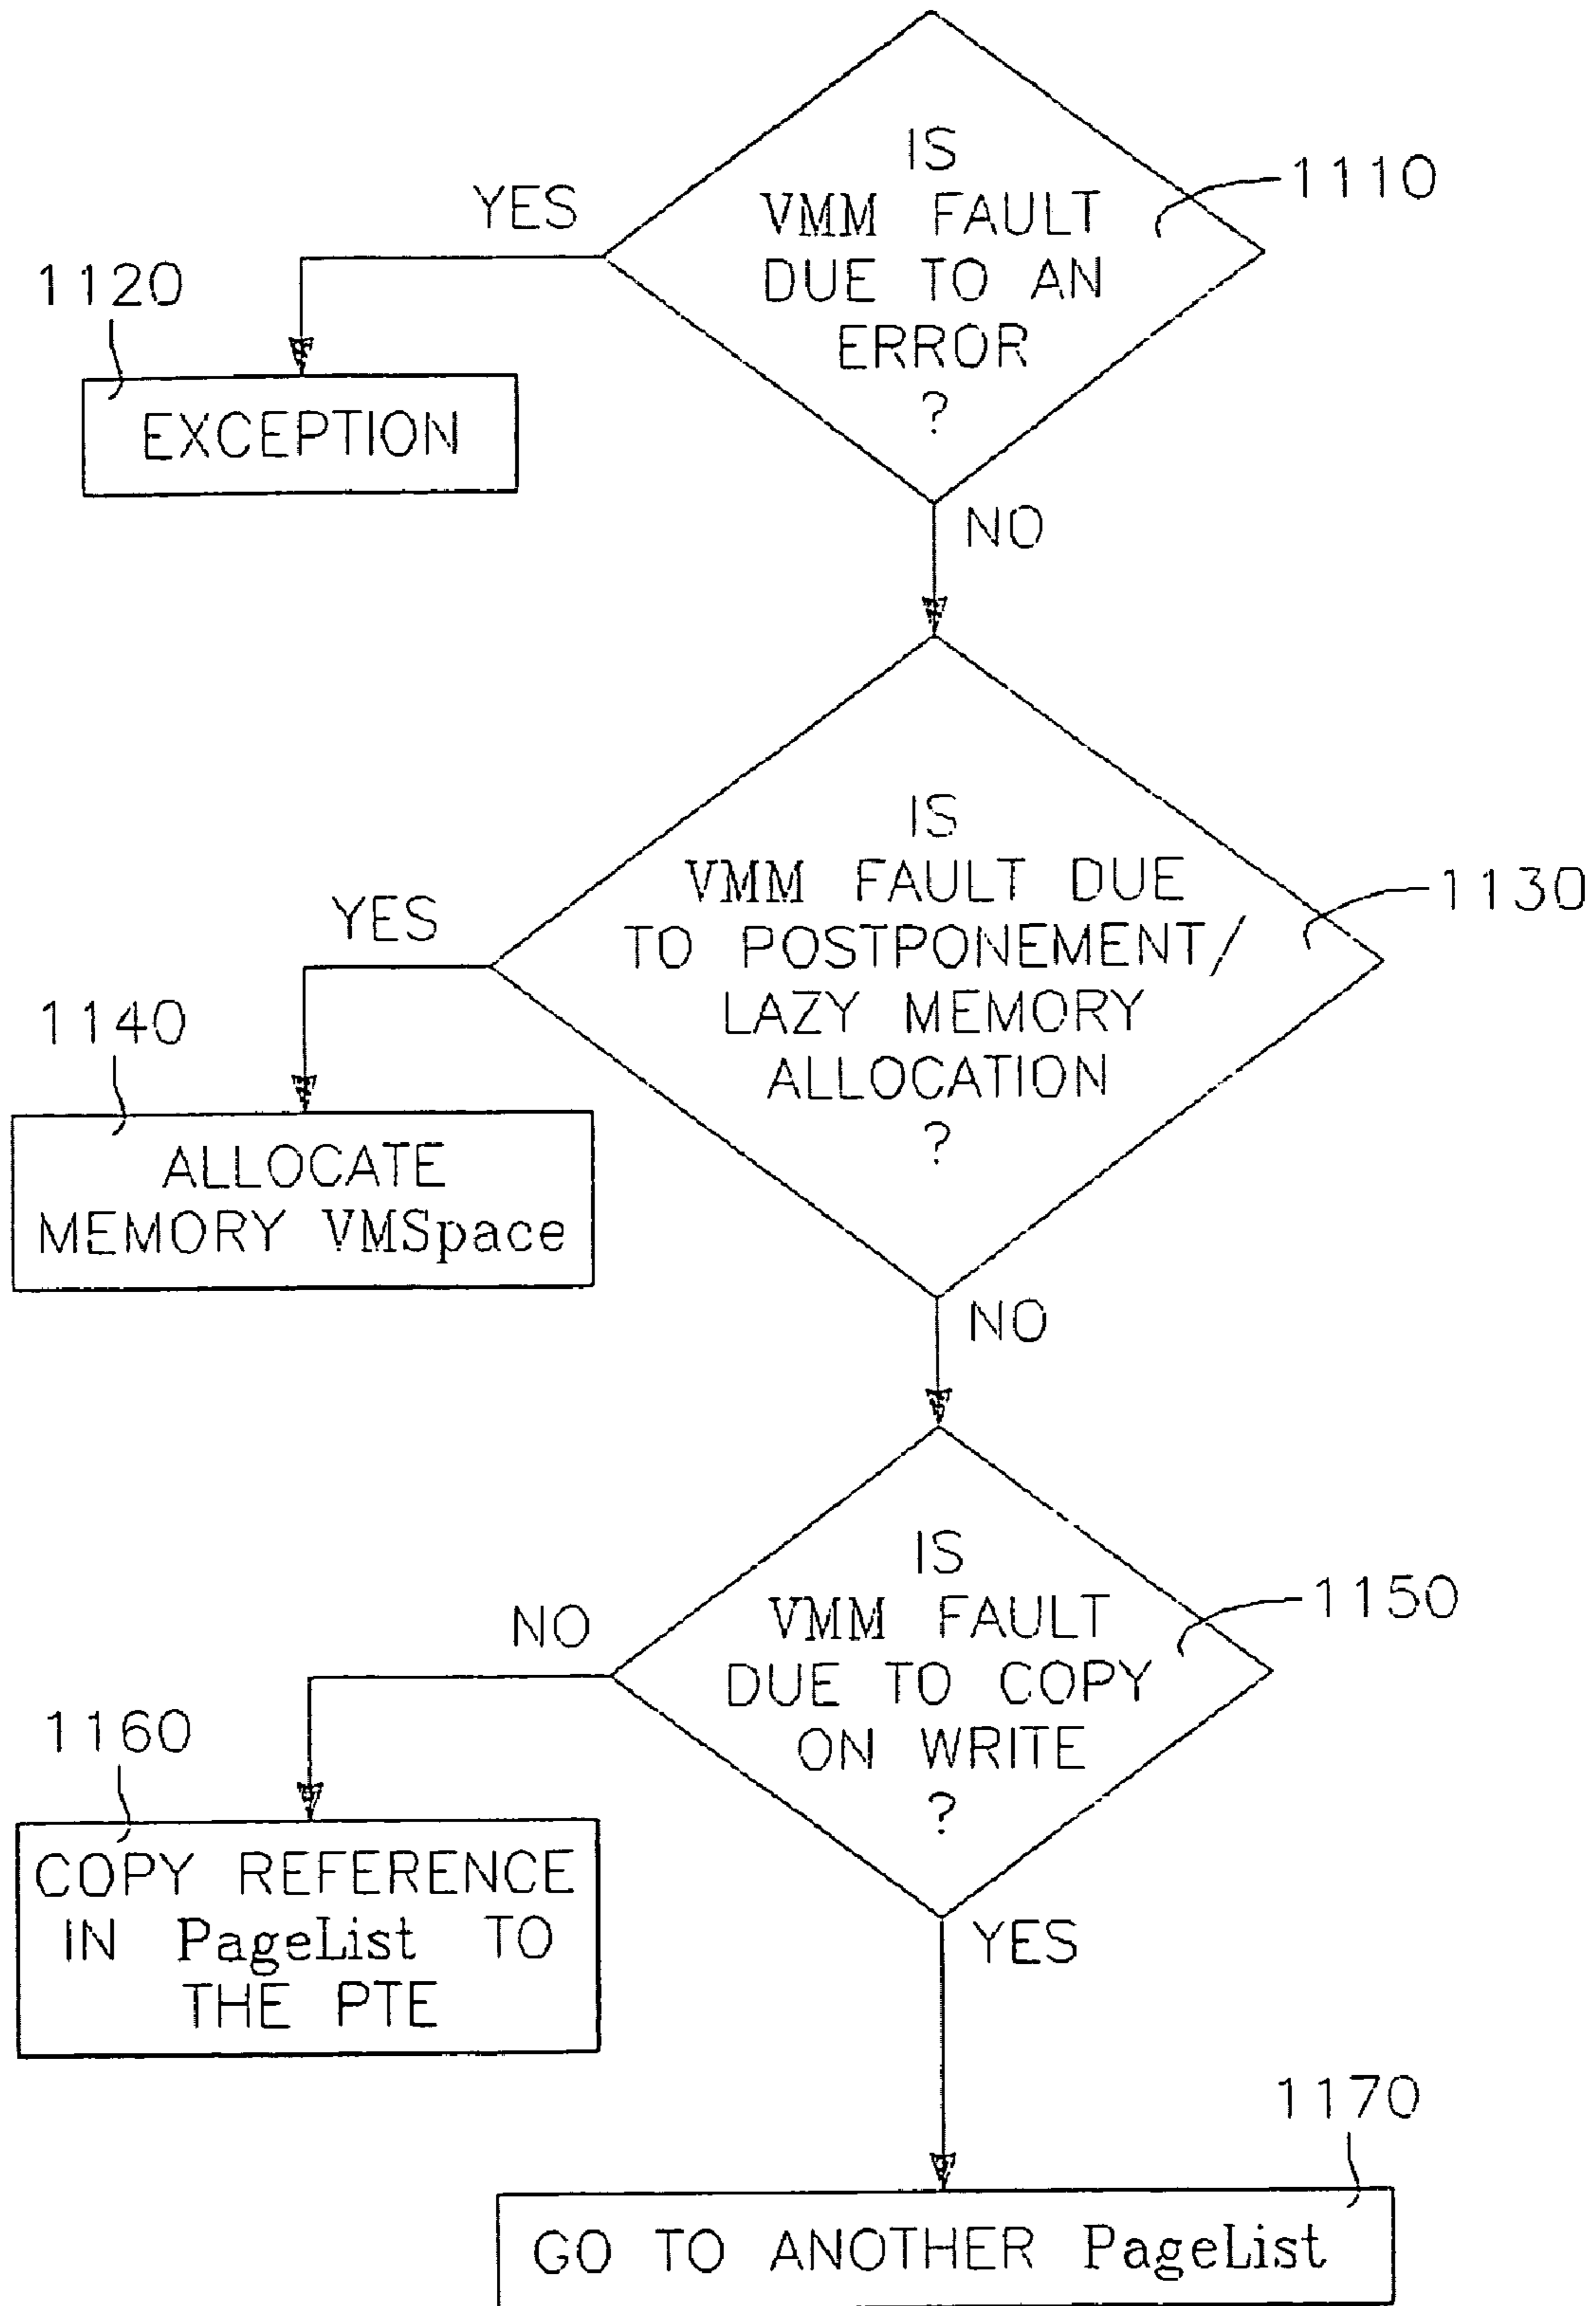 IS
VMM FAULT
DUE TO AN
ERROR
?
1110
YES
1120
EXCEPTION
NO
IS
VMM FAULT DUE
TO POSTPONEMENT/
LAZY MEMORY
ALLOCATION
?
1130
YES
1140
ALLOCATE
MEMORY VMSpace
NO
IS
VMM FAULT
DUE TO COPY
ON WRITE
?
1150
NO
1160
COPY REFERENCE
IN PageList TO
THE PTE
YES
1170
GO TO ANOTHER PageList